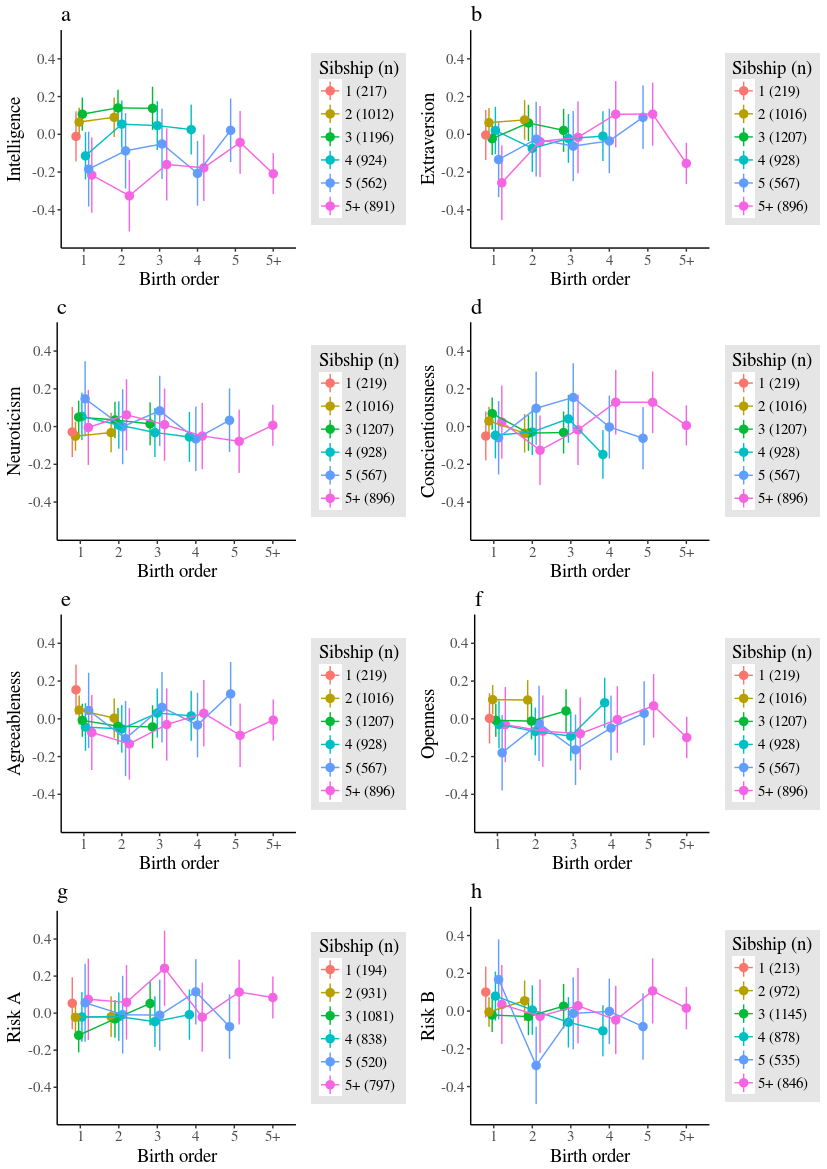 a
Intelligence
0.4
0.2
0.0
-0.2
-0.4
1 2 3 4 5 5+
Birth order
Sibship (n)
1 (217)
2 (1012)
3 (1196)
4 (924)
5 (562)
5+ (891)
b
Extraversion
0.4
0.2
0.0
-0.2
-0.4
1 2 3 4 5 5+
Birth order
Sibship (n)
1 (219)
2 (1016)
3 (1207)
4 (928)
5 (567)
5+ (896)
c
Neuroticism
0.4
0.2
0.0
-0.2
-0.4
1 2 3 4 5 5+
Birth order
Sibship (n)
1 (219)
2 (1016)
3 (1207)
4 (928)
5 (567)
5+ (896)
d
Cosncientiousness
0.4
0.2
0.0
-0.2
-0.4
1 2 3 4 5 5+
Birth order
Sibship (n)
1 (219)
2 (1016)
3 (1207)
4 (928)
5 (567)
5+ (896)
e
Agreeableness
0.4
0.2
0.0
-0.2
-0.4
1 2 3 4 5 5+
Birth order
Sibship (n)
1 (219)
2 (1016)
3 (1207)
4 (928)
5 (567)
5+ (896)
f
Openness
0.4
0.2
0.0
-0.2
-0.4
1 2 3 4 5 5+
Birth order
Sibship (n)
1 (219)
2 (1016)
3 (1207)
4 (928)
5 (567)
5+ (896)
g
Risk A
0.4
0.2
0.0
-0.2
-0.4
1 2 3 4 5 5+
Birth order
Sibship (n)
1 (194)
2 (931)
3 (1081)
4 (838)
5 (520)
5+ (797)
h
Risk B
0.4
0.2
0.0
-0.2
-0.4
1 2 3 4 5 5+
Birth order
Sibship (n)
1 (213)
2 (972)
3 (1145)
4 (878)
5 (535)
5+ (846)